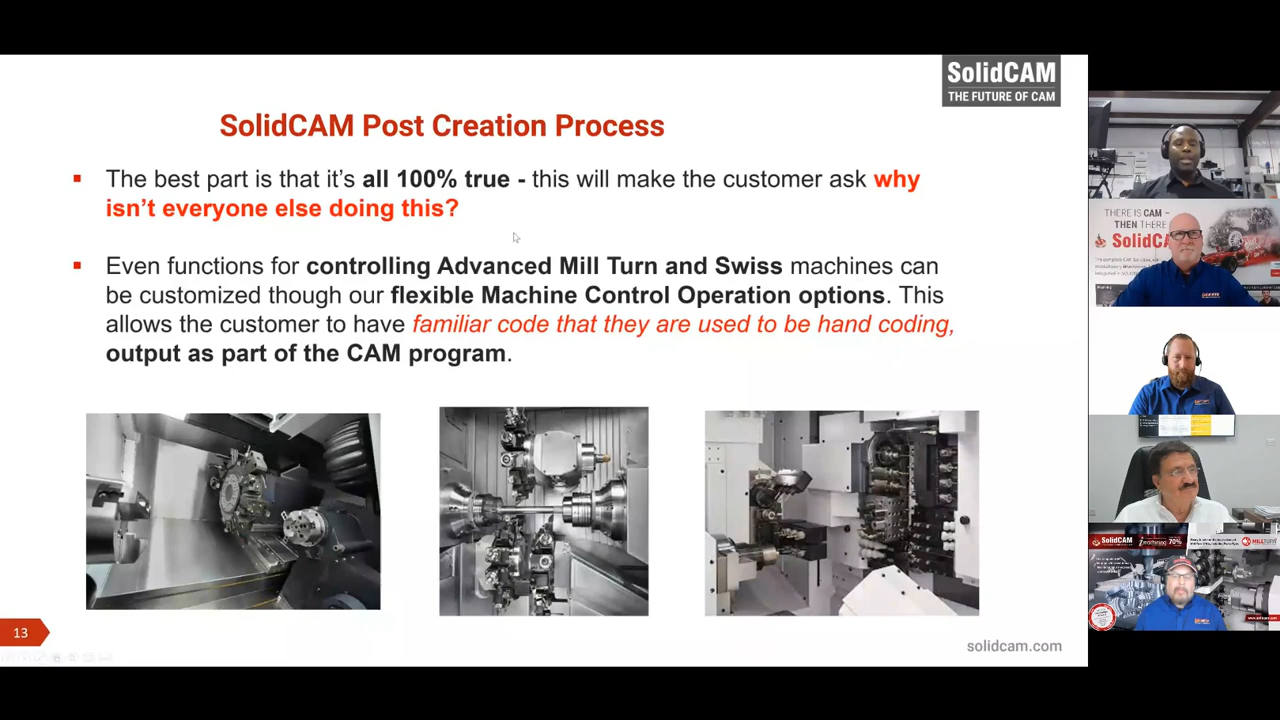 SolidCAM
THE FUTURE OF CAM
SolidCAM Post Creation Process
The best part is that it's all 100% true - this will make the customer ask why
isn't everyone else doing this?
Even functions for controlling Advanced Mill Turn and Swiss machines can
be customized though our flexible Machine Control Operation options. This
allows the customer to have familiar code that they are used to be hand coding,
output as part of the CAM program.
13
solidcam.com
THERE IS CAM –
THEN THERE
SolidCA
SolidCAM
70%
MILLTURN